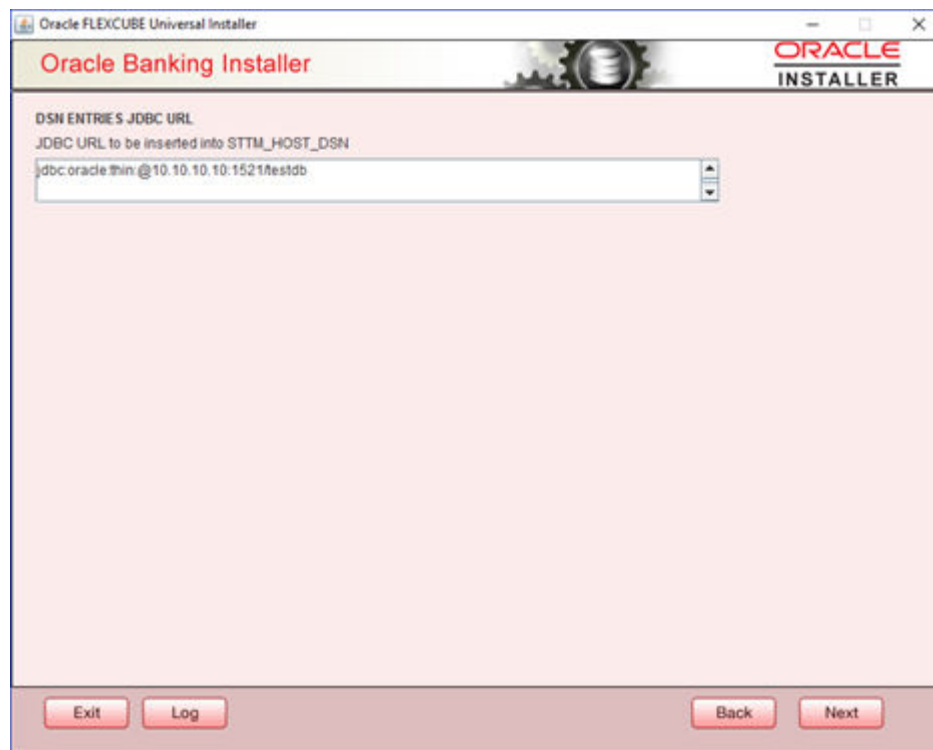 Oracle FLEXCUBE Universal Installer
Oracle Banking Installer
ORACLE
INSTALLER
DSN ENTRIES JDBC URL
JDBC URL to be inserted into STTM_HOST_DSN
jdbc:oracle:thin:@10.10.10.10:1521/testdb
Exit
Log
Back
Next